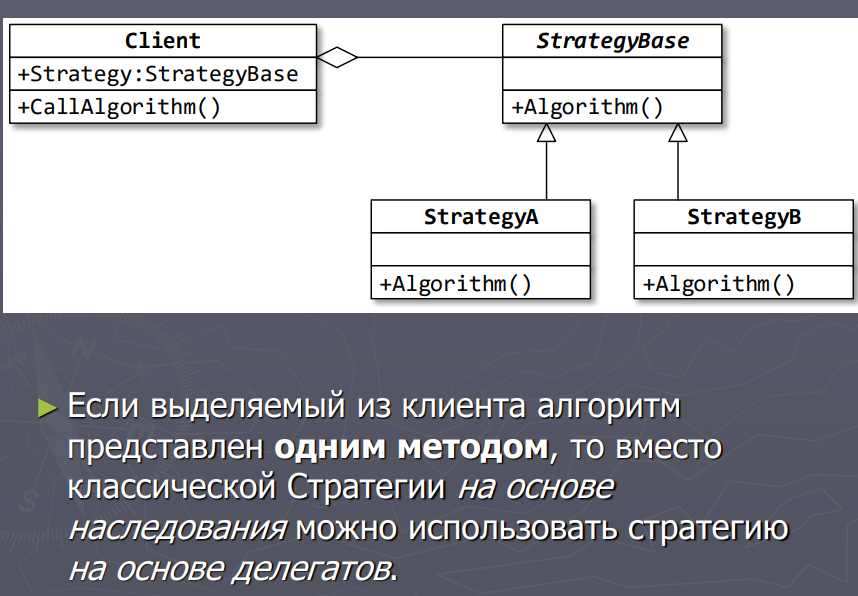 Client
+Strategy:StrategyBase
+CallAlgorithm()
StrategyBase
+Algorithm()
StrategyA
+Algorithm()
StrategyB
+Algorithm()
N
S
Если выделяемый из клиента алгоритм
представлен одним методом, то вместо
классической Стратегии на основе
наследования можно использовать стратегию
на основе делегатов.